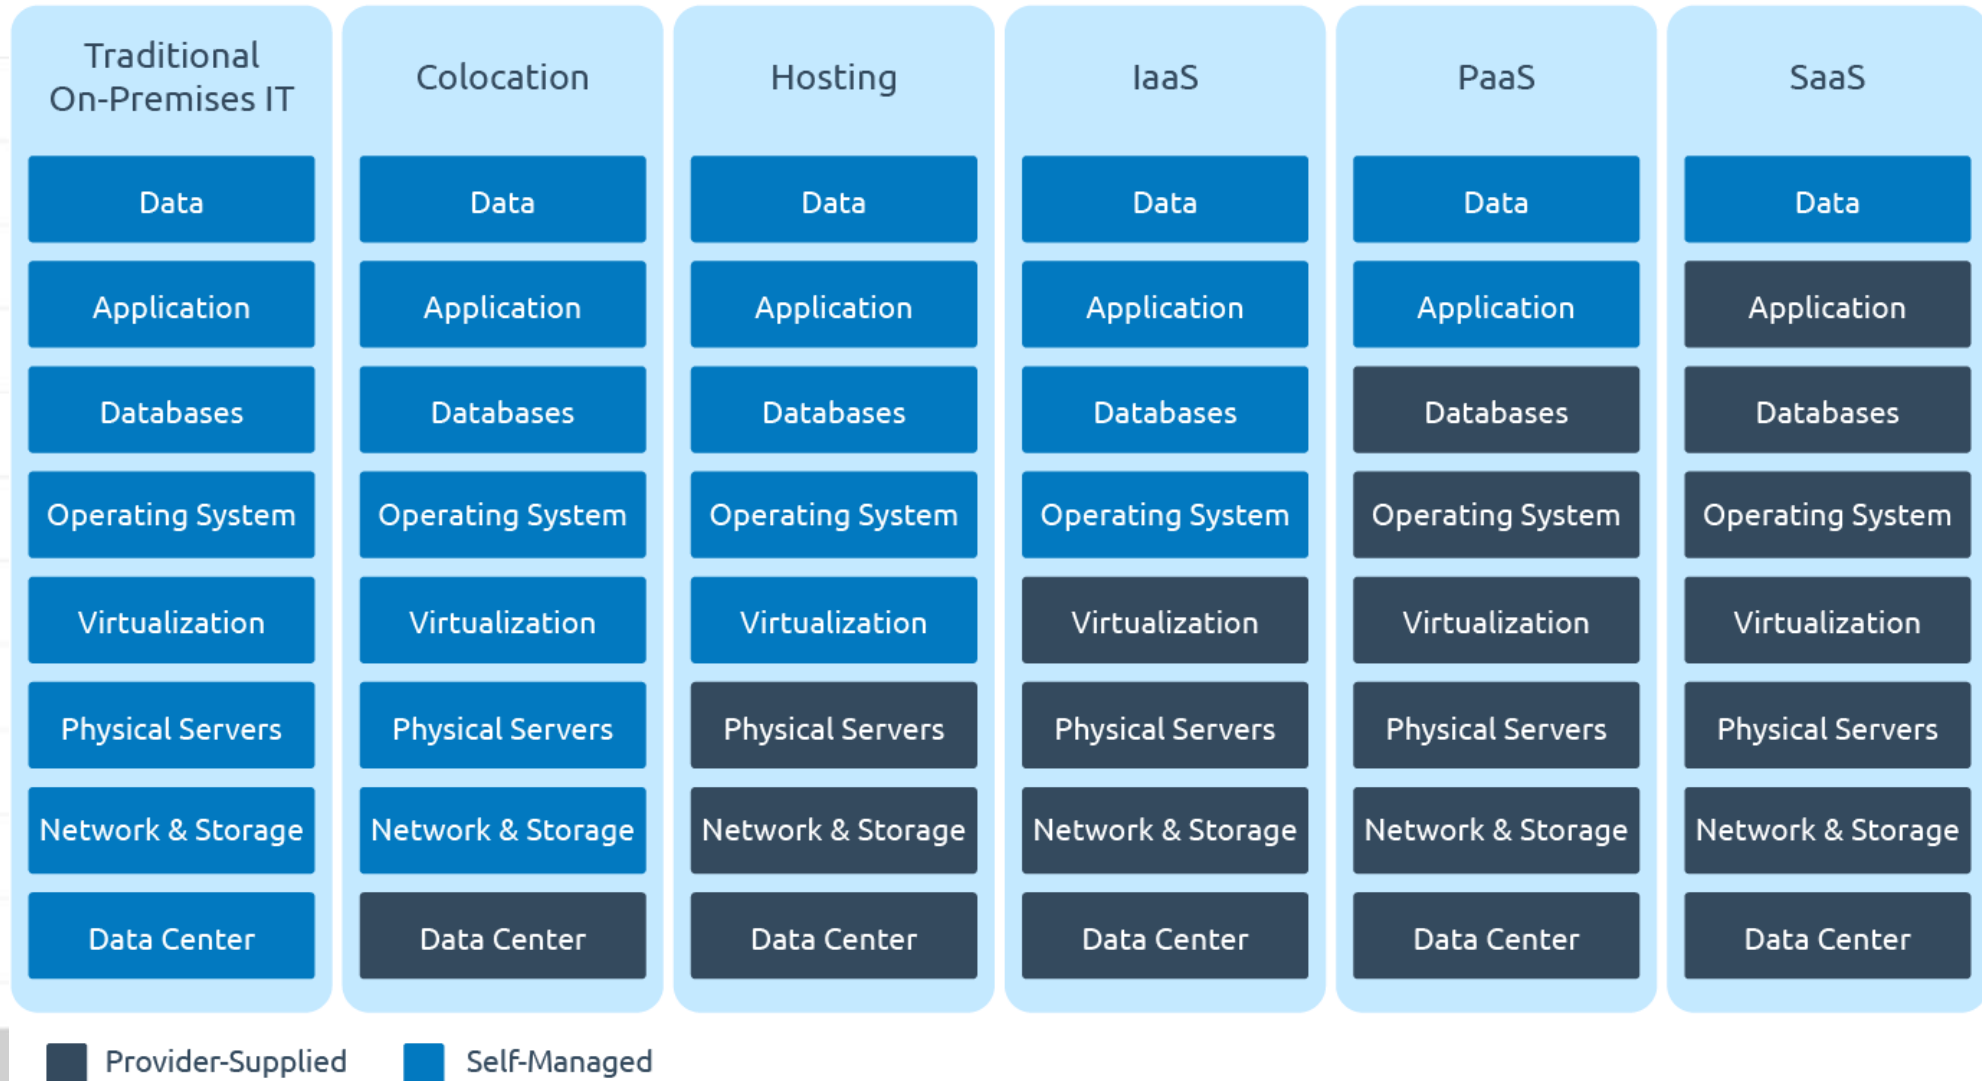 Traditional
On-Premises IT
Colocation
Hosting
IaaS
PaaS
SaaS
Data
Data
Data
Data
Data
Data
Application
Application
Application
Application
Application
Application
Databases
Databases
Databases
Databases
Databases
Databases
Operating System
Operating System
Operating System
Operating System
Operating System
Operating System
Virtualization
Virtualization
Virtualization
Virtualization
Virtualization
Virtualization
Physical Servers
Physical Servers
Physical Servers
Physical Servers
Physical Servers
Physical Servers
Network & Storage
Network & Storage
Network & Storage
Network & Storage
Network & Storage
Network & Storage
Data Center
Data Center
Data Center
Data Center
Data Center
Data Center
Provider-Supplied
Self-Managed